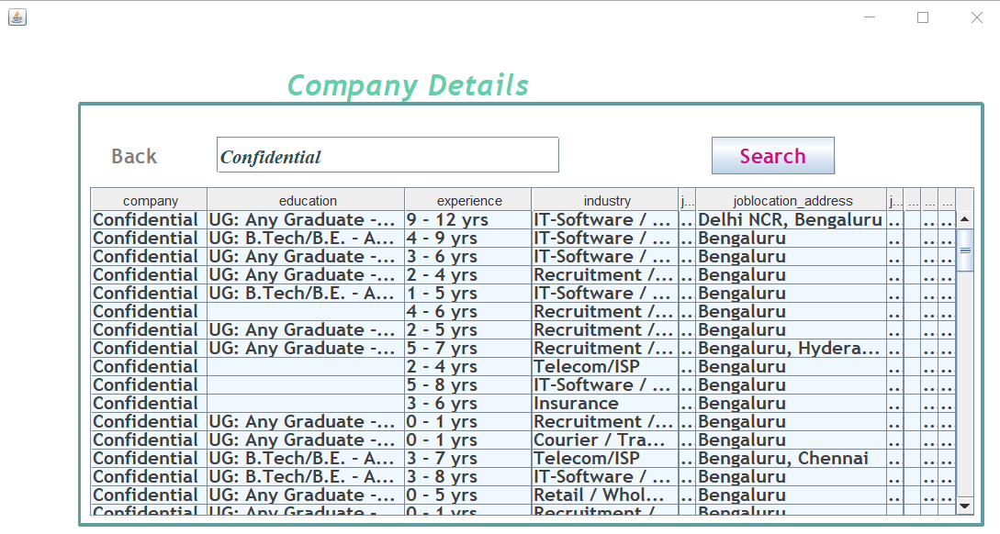 Company Details
Back Confidential Search
company education experience industry j... joblocation_address j... ... ... ...
Confidential UG: Any Graduate -... 9 - 12 yrs IT-Software / ... .. Delhi NCR, Bengaluru .. .. ..
Confidential UG: B.Tech/B.E. - A... 4 - 9 yrs IT-Software / ... .. Bengaluru .. .. ..
Confidential UG: Any Graduate -... 3 - 6 yrs IT-Software / ... .. Bengaluru .. .. ..
Confidential UG: Any Graduate -... 2 - 4 yrs Recruitment /... .. Bengaluru .. .. ..
Confidential UG: B.Tech/B.E. - A... 1 - 5 yrs IT-Software / ... .. Bengaluru .. .. ..
Confidential 4 - 6 yrs Recruitment /... .. Bengaluru .. .. ..
Confidential UG: Any Graduate -... 2 - 5 yrs Recruitment /... .. Bengaluru .. .. ..
Confidential UG: Any Graduate -... 5 - 7 yrs Recruitment /... .. Bengaluru, Hydera... .. .. ..
Confidential 2 - 4 yrs Telecom/ISP .. Bengaluru .. .. ..
Confidential 5 - 8 yrs IT-Software / ... .. Bengaluru .. .. ..
Confidential 3 - 6 yrs Insurance .. Bengaluru .. .. ..
Confidential UG: Any Graduate -... 0 - 1 yrs Recruitment /... .. Bengaluru .. .. ..
Confidential UG: Any Graduate -... 0 - 1 yrs Courier / Tra... .. Bengaluru .. .. ..
Confidential UG: B.Tech/B.E. - A... 3 - 7 yrs Telecom/ISP .. Bengaluru, Chennai .. .. ..
Confidential UG: B.Tech/B.E. - A... 3 - 8 yrs IT-Software / ... .. Bengaluru .. .. ..
Confidential UG: Any Graduate -... 0 - 5 yrs Retail / Whol... .. Bengaluru .. .. ..
Confidential UG: Any Graduate -... 0 - 1 yrs Recruitment /... .. Bengaluru .. .. ..